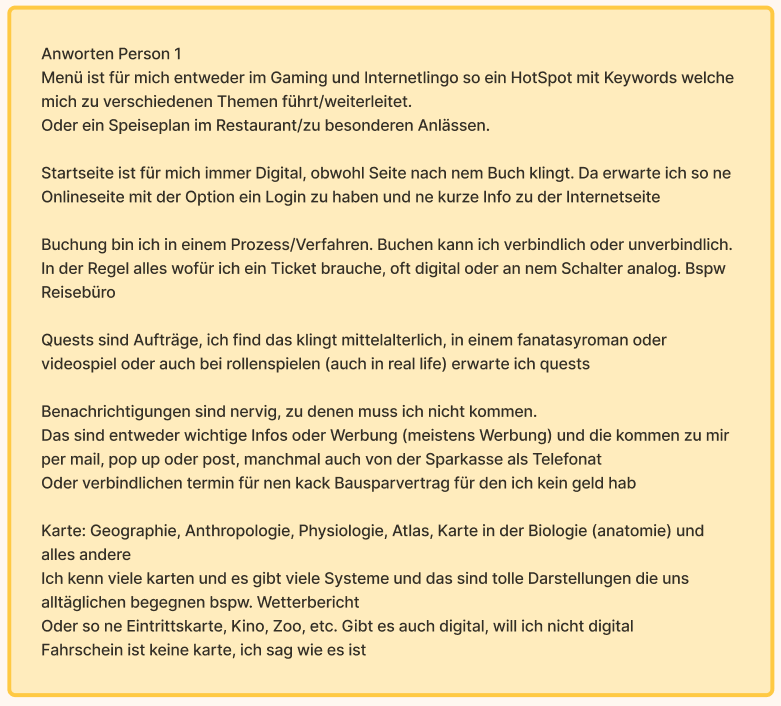 Anworten Person 1
Menü ist für mich entweder im Gaming und Internetlingo so ein HotSpot mit Keywords welche
mich zu verschiedenen Themen führt/weiterleitet.
Oder ein Speiseplan im Restaurant/zu besonderen Anlässen.
Startseite ist für mich immer Digital, obwohl Seite nach nem Buch klingt. Da erwarte ich so ne
Onlineseite mit der Option ein Login zu haben und ne kurze Info zu der Internetseite
Buchung bin ich in einem Prozess/Verfahren. Buchen kann ich verbindlich oder unverbindlich.
In der Regel alles wofür ich ein Ticket brauche, oft digital oder an nem Schalter analog. Bspw
Reisebüro
Quests sind Aufträge, ich find das klingt mittelalterlich, in einem fanatasyroman oder
videospiel oder auch bei rollenspielen (auch in real life) erwarte ich quests
Benachrichtigungen sind nervig, zu denen muss ich nicht kommen.
Das sind entweder wichtige Infos oder Werbung (meistens Werbung) und die kommen zu mir
per mail, pop up oder post, manchmal auch von der Sparkasse als Telefonat
Oder verbindlichen termin für nen kack Bausparvertrag für den ich kein geld hab
Karte: Geographie, Anthropologie, Physiologie, Atlas, Karte in der Biologie (anatomie) und
alles andere
Ich kenn viele karten und es gibt viele Systeme und das sind tolle Darstellungen die uns
alltäglichen begegnen bspw. Wetterbericht
Oder so ne Eintrittskarte, Kino, Zoo, etc. Gibt es auch digital, will ich nicht digital
Fahrschein ist keine karte, ich sag wie es ist